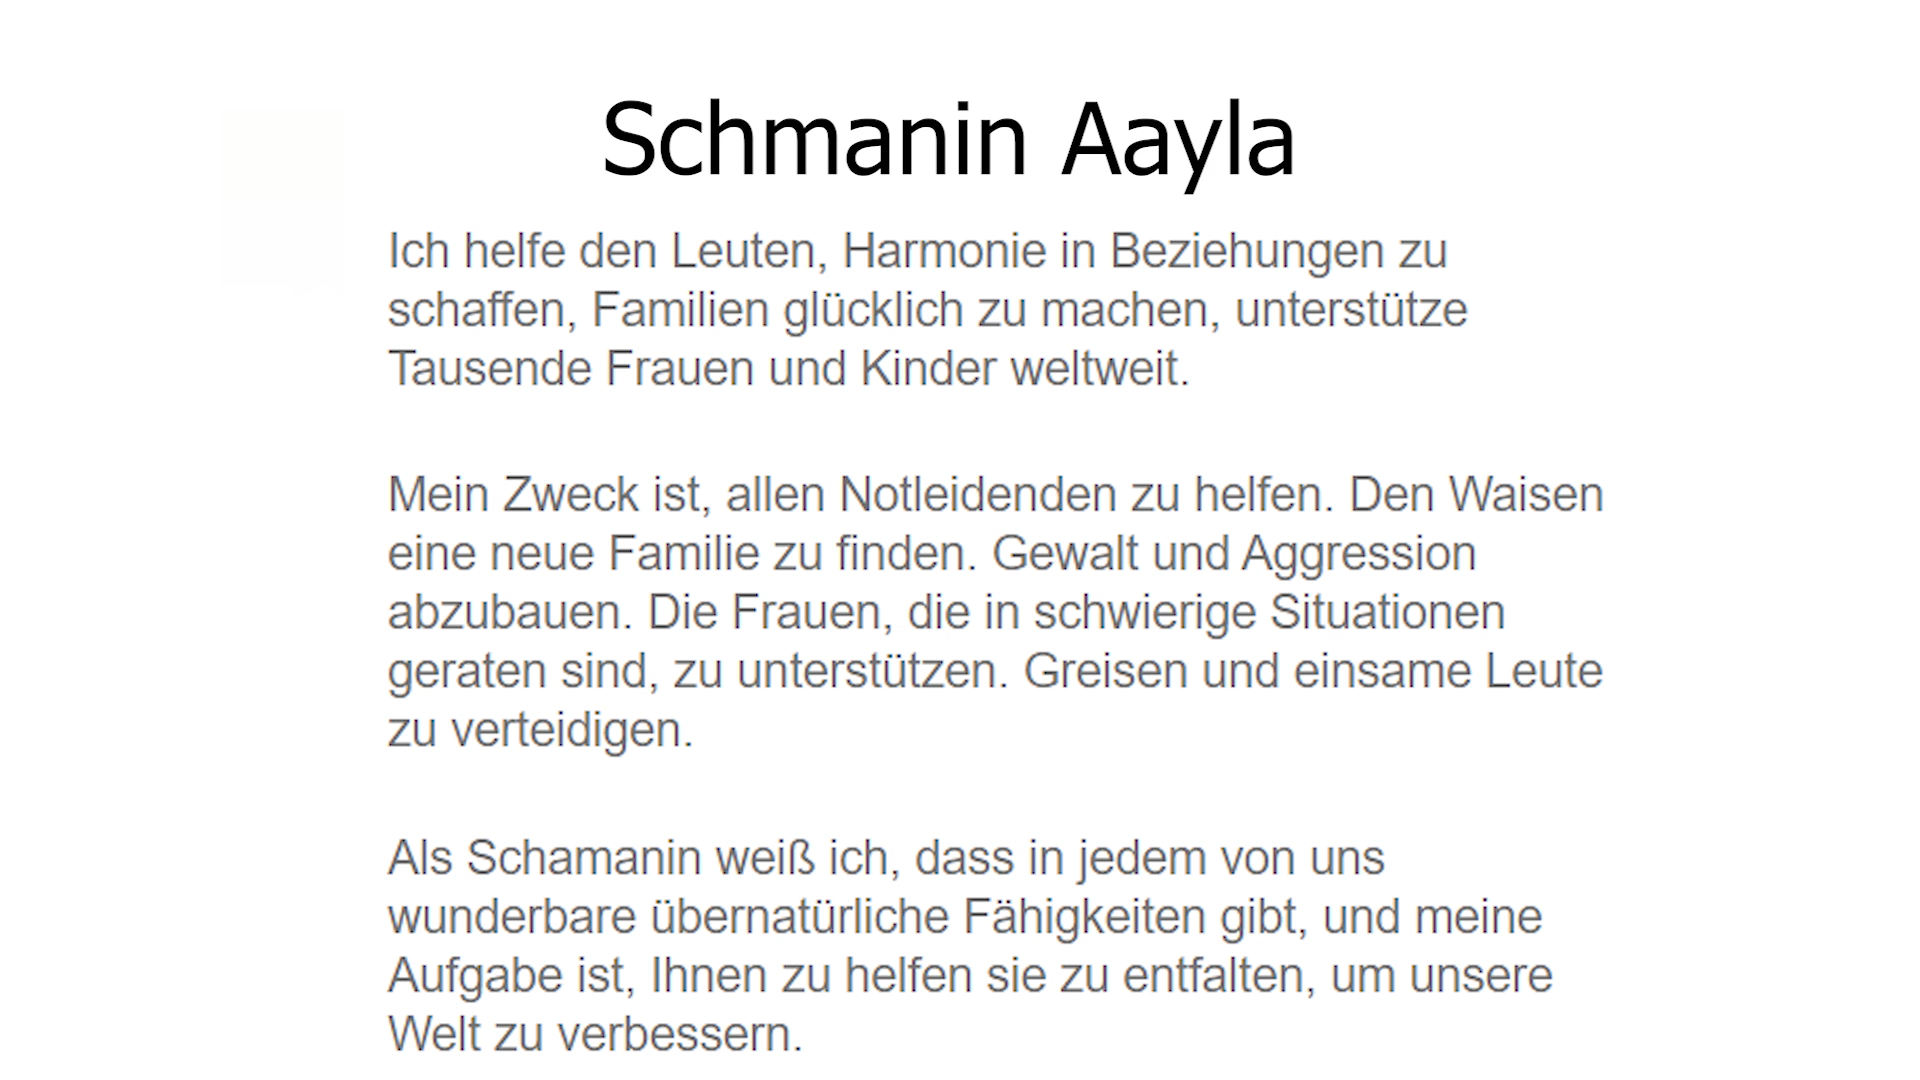 Schmanin Aayla
Ich helfe den Leuten, Harmonie in Beziehungen zu
schaffen, Familien glücklich zu machen, unterstütze
Tausende Frauen und Kinder weltweit.
Mein Zweck ist, allen Notleidenden zu helfen. Den Waisen
eine neue Familie zu finden. Gewalt und Aggression
abzubauen. Die Frauen, die in schwierige Situationen
geraten sind, zu unterstützen. Greisen und einsame Leute
zu verteidigen.
Als Schamanin weiß ich, dass in jedem von uns
wunderbare übernatürliche Fähigkeiten gibt, und meine
Aufgabe ist, Ihnen zu helfen sie zu entfalten, um unsere
Welt zu verbessern.